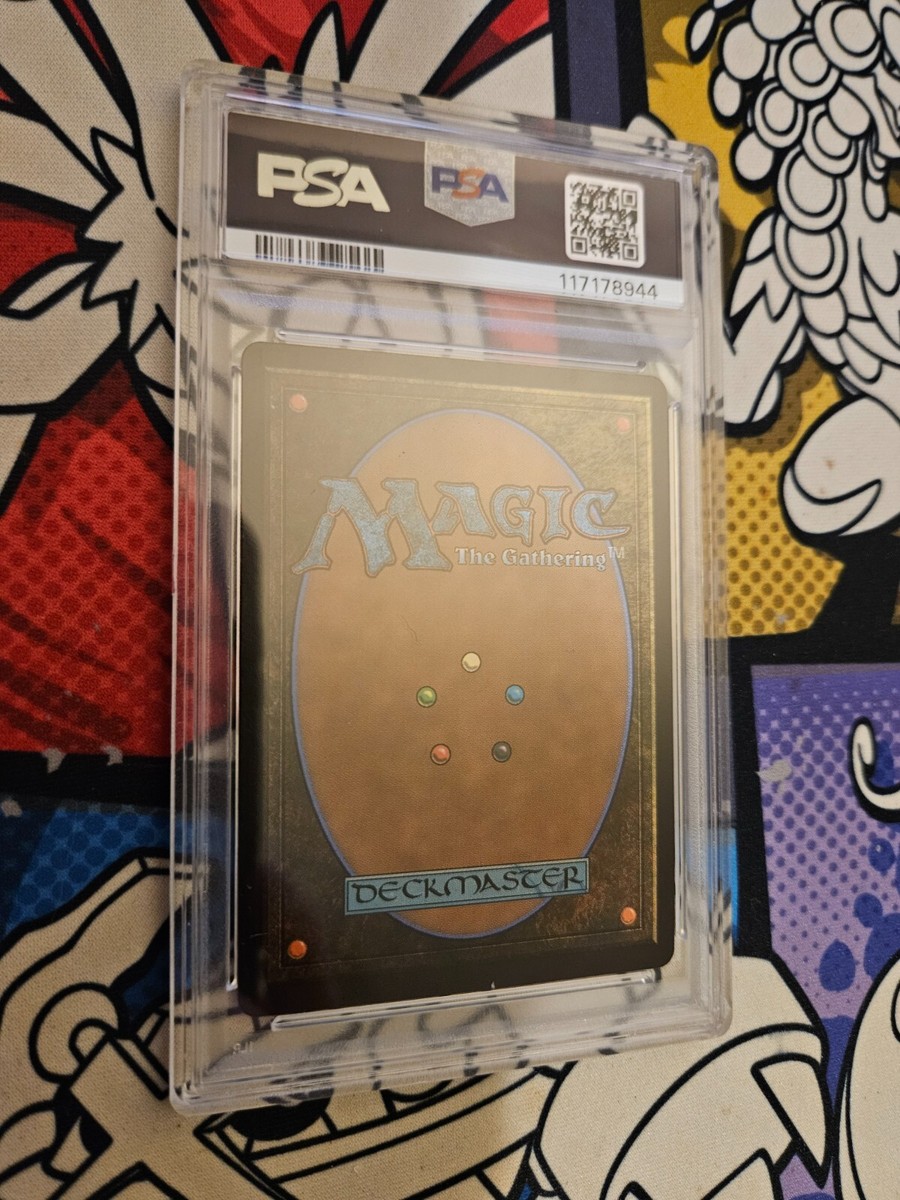 PSA PSA
117178944
MAGIC
The Gathering™
DECKMASTER